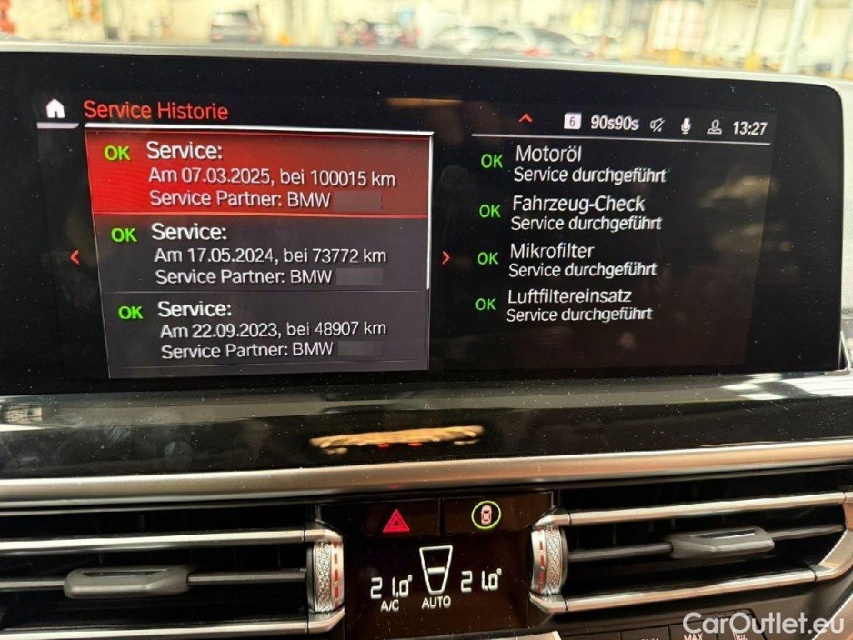 Service Historie
6 90s90s 13:27
OK Service:
Am 07.03.2025, bei 100015 km
Service Partner: BMW
OK Service:
Am 17.05.2024, bei 73772 km
Service Partner: BMW
OK Service:
Am 22.09.2023, bei 48907 km
Service Partner: BMW
OK Motoröl
Service durchgeführt
OK Fahrzeug-Check
Service durchgeführt
OK Mikrofilter
Service durchgeführt
OK Luftfiltereinsatz
Service durchgeführt
21.0° 21.0°
A/C AUTO
MAX
CarOutlet.eu